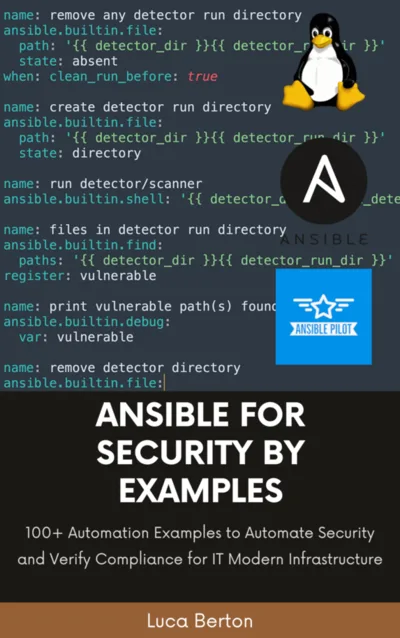 name: remove any detector run directory
ansible.builtin.file:
path: '{{ detector_dir }}{{ detector_run_dir }}'
state: absent
when: clean_run_before: true
name: create detector run directory
ansible.builtin.file:
path: '{{ detector_dir }}{{ detector_run_dir }}'
state: directory
name: run detector/scanner
ansible.builtin.shell: '{{ detector_d
name: files in detector run directory
ansible.builtin.find:
paths: '{{ detector_dir }}{{ detector_run_dir }}'
register: vulnerable
name: print vulnerable path(s) found
ansible.builtin.debug:
var: vulnerable
name: remove detector directory
ansible.builtin.file:
ANSIBLE
ANSIBLE PILOT
ANSIBLE FOR
SECURITY BY
EXAMPLES
100+ Automation Examples to Automate Security
and Verify Compliance for IT Modern Infrastructure
Luca Berton